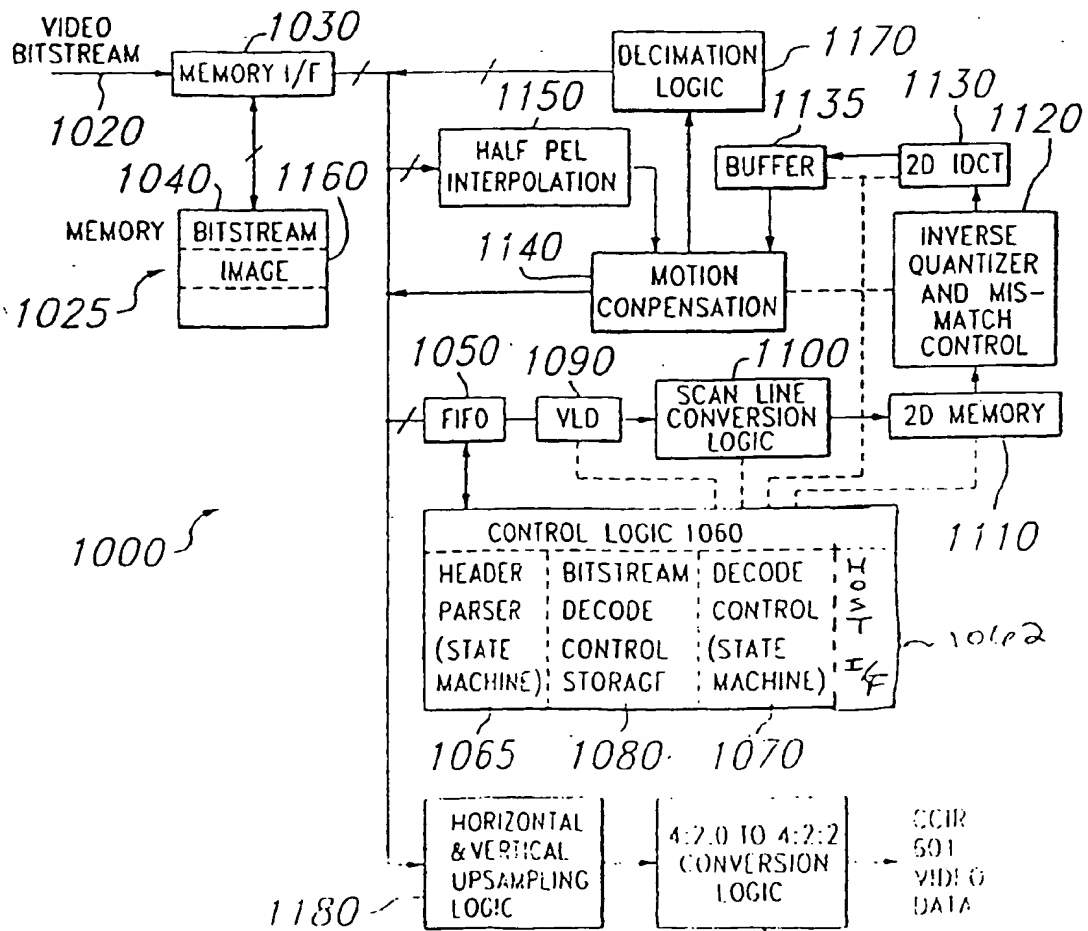 VIDEO
BITSTREAM
1020
1030
MEMORY I/F
1040
1160
MEMORY
BITSTREAM
IMAGE
1025
DECIMATION
LOGIC
1170
1150
HALF PEL
INTERPOLATION
1135
BUFFER
1130
2D IDCT
1120
INVERSE
QUANTIZER
AND MIS-
MATCH
CONTROL
1140
MOTION
CONPENSATION
1050
FIFO
1090
VLD
1100
SCAN LINE
CONVERSION
LOGIC
2D MEMORY
1110
1000
CONTROL LOGIC 1060
HEADER
PARSER
(STATE
MACHINE)
BITSTREAM
DECODE
CONTROL
STORAGE
DECODE
CONTROL
(STATE
MACHINE)
HOST
I/F
1062
1065
1080
1070
HORIZONTAL
& VERTICAL
UPSAMPLING
LOGIC
1180
4:2:0 TO 4:2:2
CONVERSION
LOGIC
CCIR
601
VIDEO
DATA